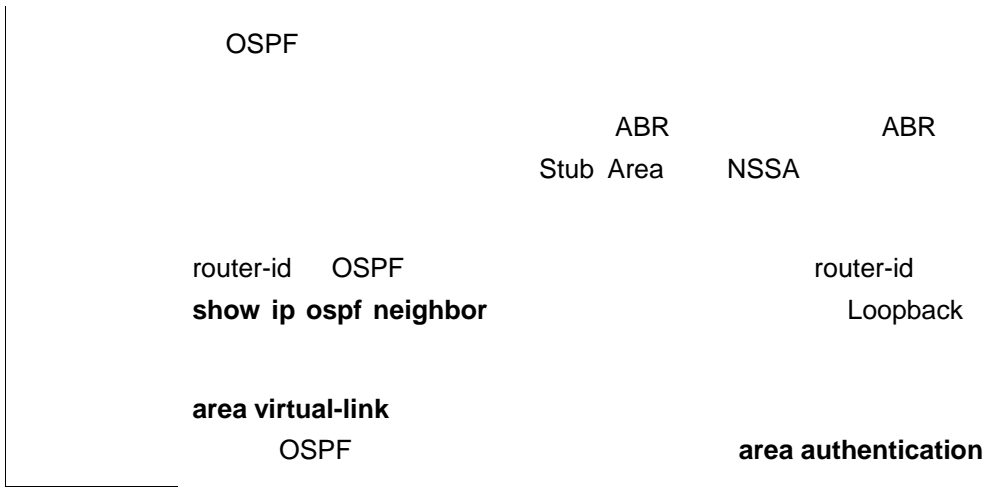 OSPF
ABR ABR
Stub Area NSSA
router-id OSPF router-id
show ip ospf neighbor Loopback
area virtual-link
OSPF area authentication